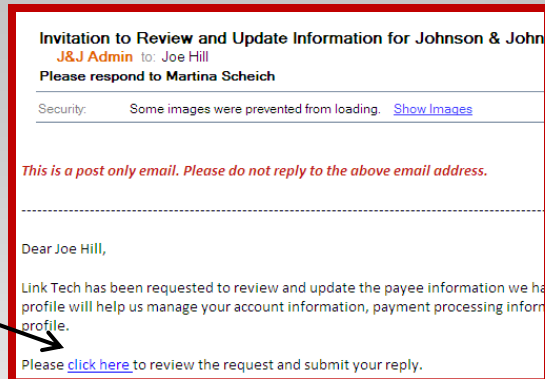 Invitation to Review and Update Information for Johnson & John
J&J Admin to: Joe Hill
Please respond to Martina Scheich
Security: Some images were prevented from loading. Show Images
This is a post only email. Please do not reply to the above email address.
Dear Joe Hill,
Link Tech has been requested to review and update the payee information we ha
profile will help us manage your account information, payment processing inform
profile.
Please click here to review the request and submit your reply.